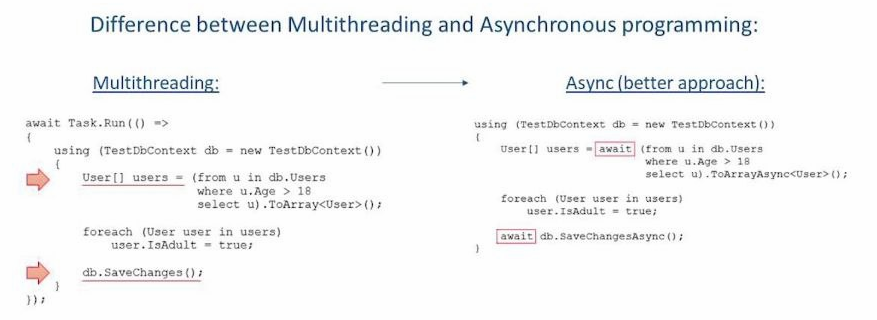 Difference between Multithreading and Asynchronous programming:
Multithreading:
await Task.Run(() =>
{
using (TestDbContext db = new TestDbContext())
{
User[] users = (from u in db.Users
where u.Age > 18
select u).ToArray<User>();
foreach (User user in users)
user.IsAdult = true;
db.SaveChanges();
}
});
Async (better approach):
using (TestDbContext db = new TestDbContext())
{
User[] users = await (from u in db.Users
where u.Age > 18
select u).ToArrayAsync<User>();
foreach (User user in users)
user.IsAdult = true;
await db.SaveChangesAsync();
}